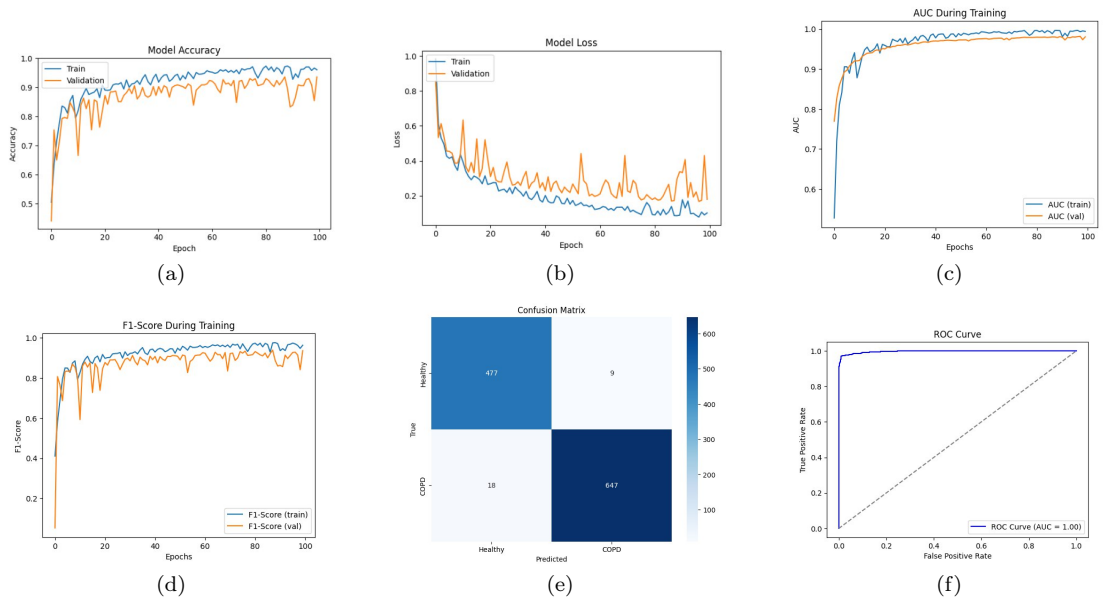 Model Accuracy
Train
Validation
1.0
0.9
0.8
0.7
0.6
0.5
Accuracy
0 20 40 60 80 100
Epoch
(a)
Model Loss
Train
Validation
1.0
0.8
0.6
0.4
0.2
Loss
0 20 40 60 80 100
Epoch
(b)
AUC During Training
1.0
0.9
0.8
0.7
0.6
AUC
AUC (train)
AUC (val)
0 20 40 60 80 100
Epochs
(c)
F1-Score During Training
1.0
0.8
0.6
0.4
0.2
F1-Score
F1-Score (train)
F1-Score (val)
0 20 40 60 80 100
Epochs
(d)
Confusion Matrix
Healthy
477 9
True
COPD
18 647
Healthy COPD
Predicted
600
500
400
300
200
100
(e)
ROC Curve
1.0
0.8
0.6
0.4
0.2
0.0
True Positive Rate
ROC Curve (AUC = 1.00)
0.0 0.2 0.4 0.6 0.8 1.0
False Positive Rate
(f)